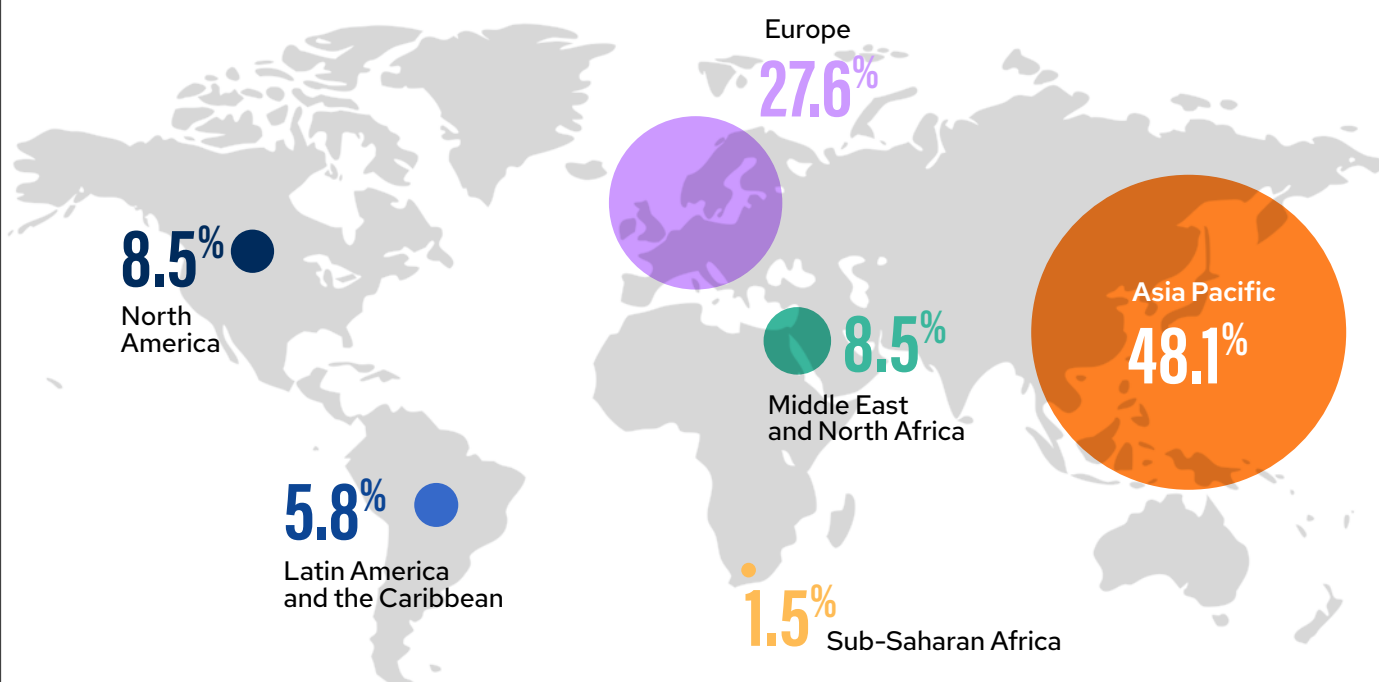 Europe
27.6%
8.5%
North
America
Asia Pacific
48.1%
8.5%
Middle East
and North Africa
5.8%
Latin America
and the Caribbean
1.5%
Sub-Saharan Africa